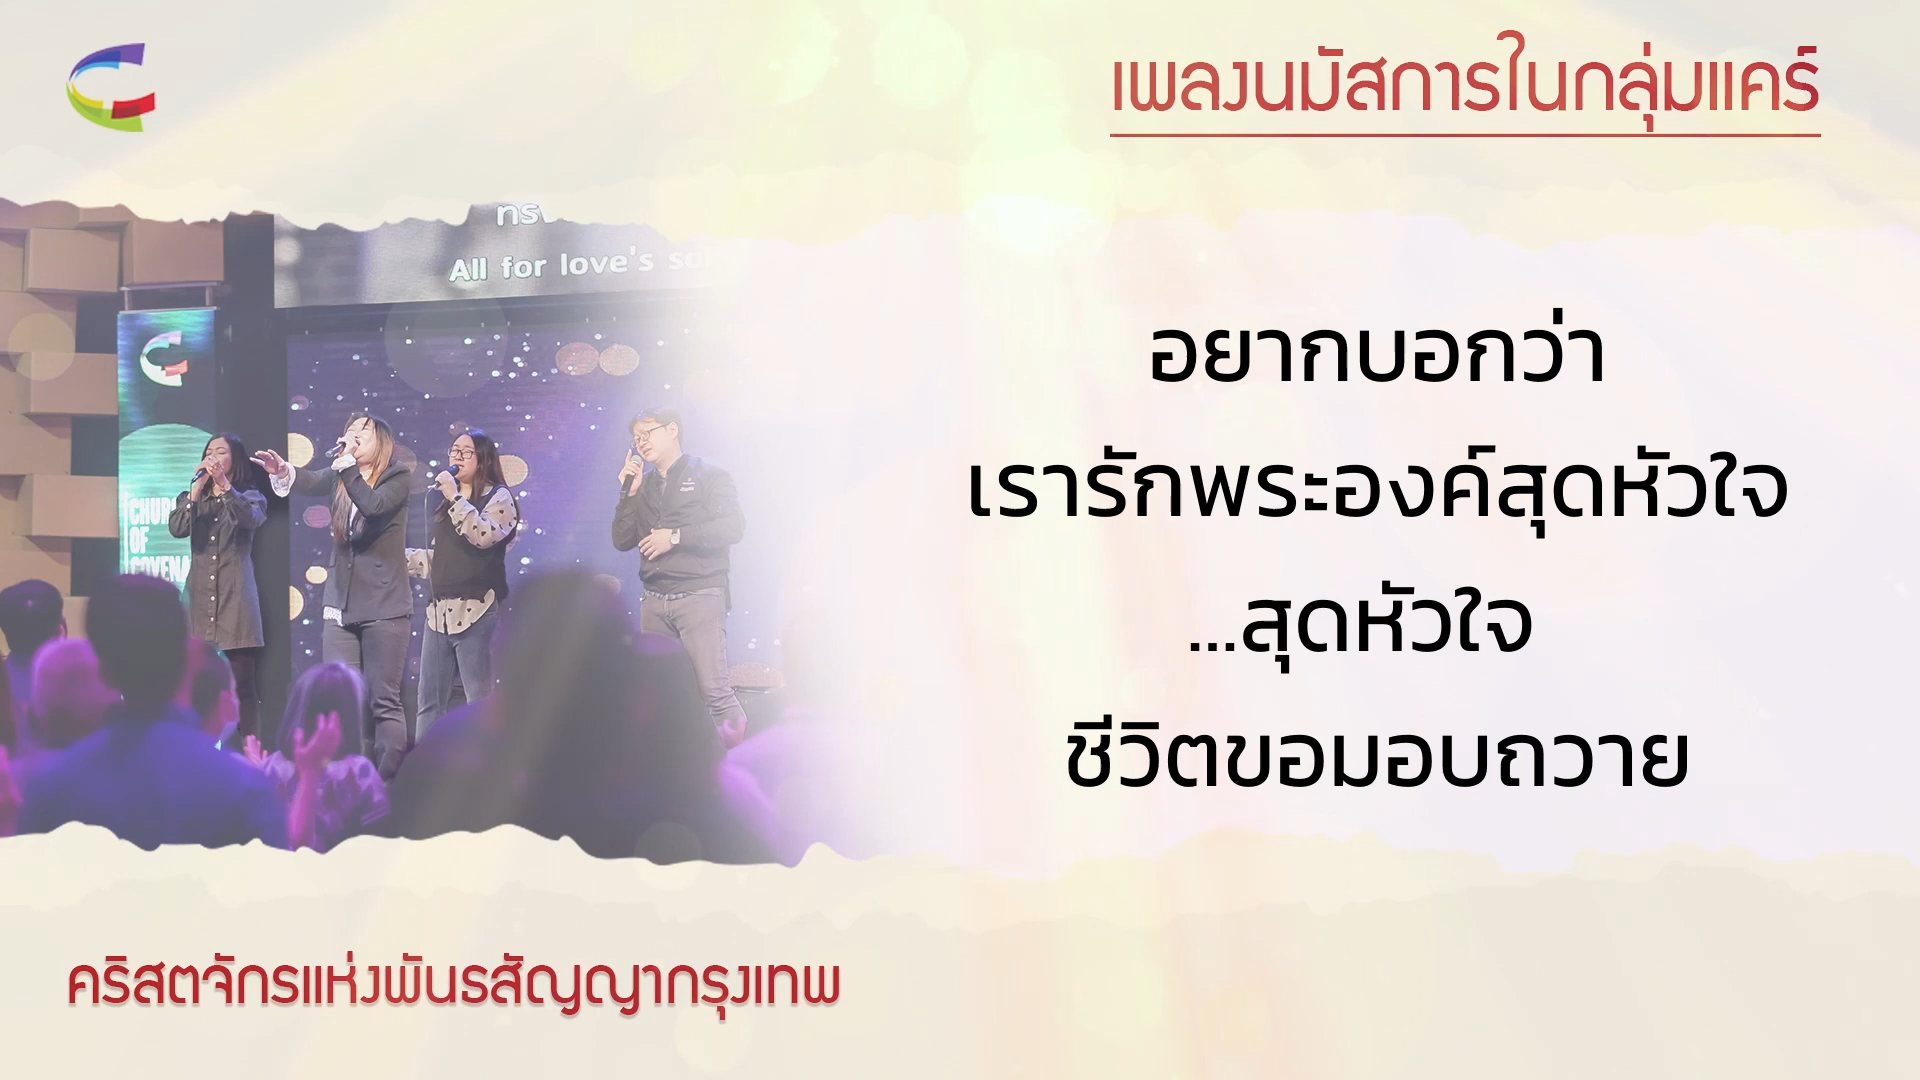 เพลงนมัสการในกลุ่มแคร์
All for love's
อยากบอกว่า
เรารักพระองค์สุดหัวใจ
...สุดหัวใจ
ชีวิตขอมอบถวาย
OF
คริสตจักรแห่งพันธสัญญากรุงเทพ